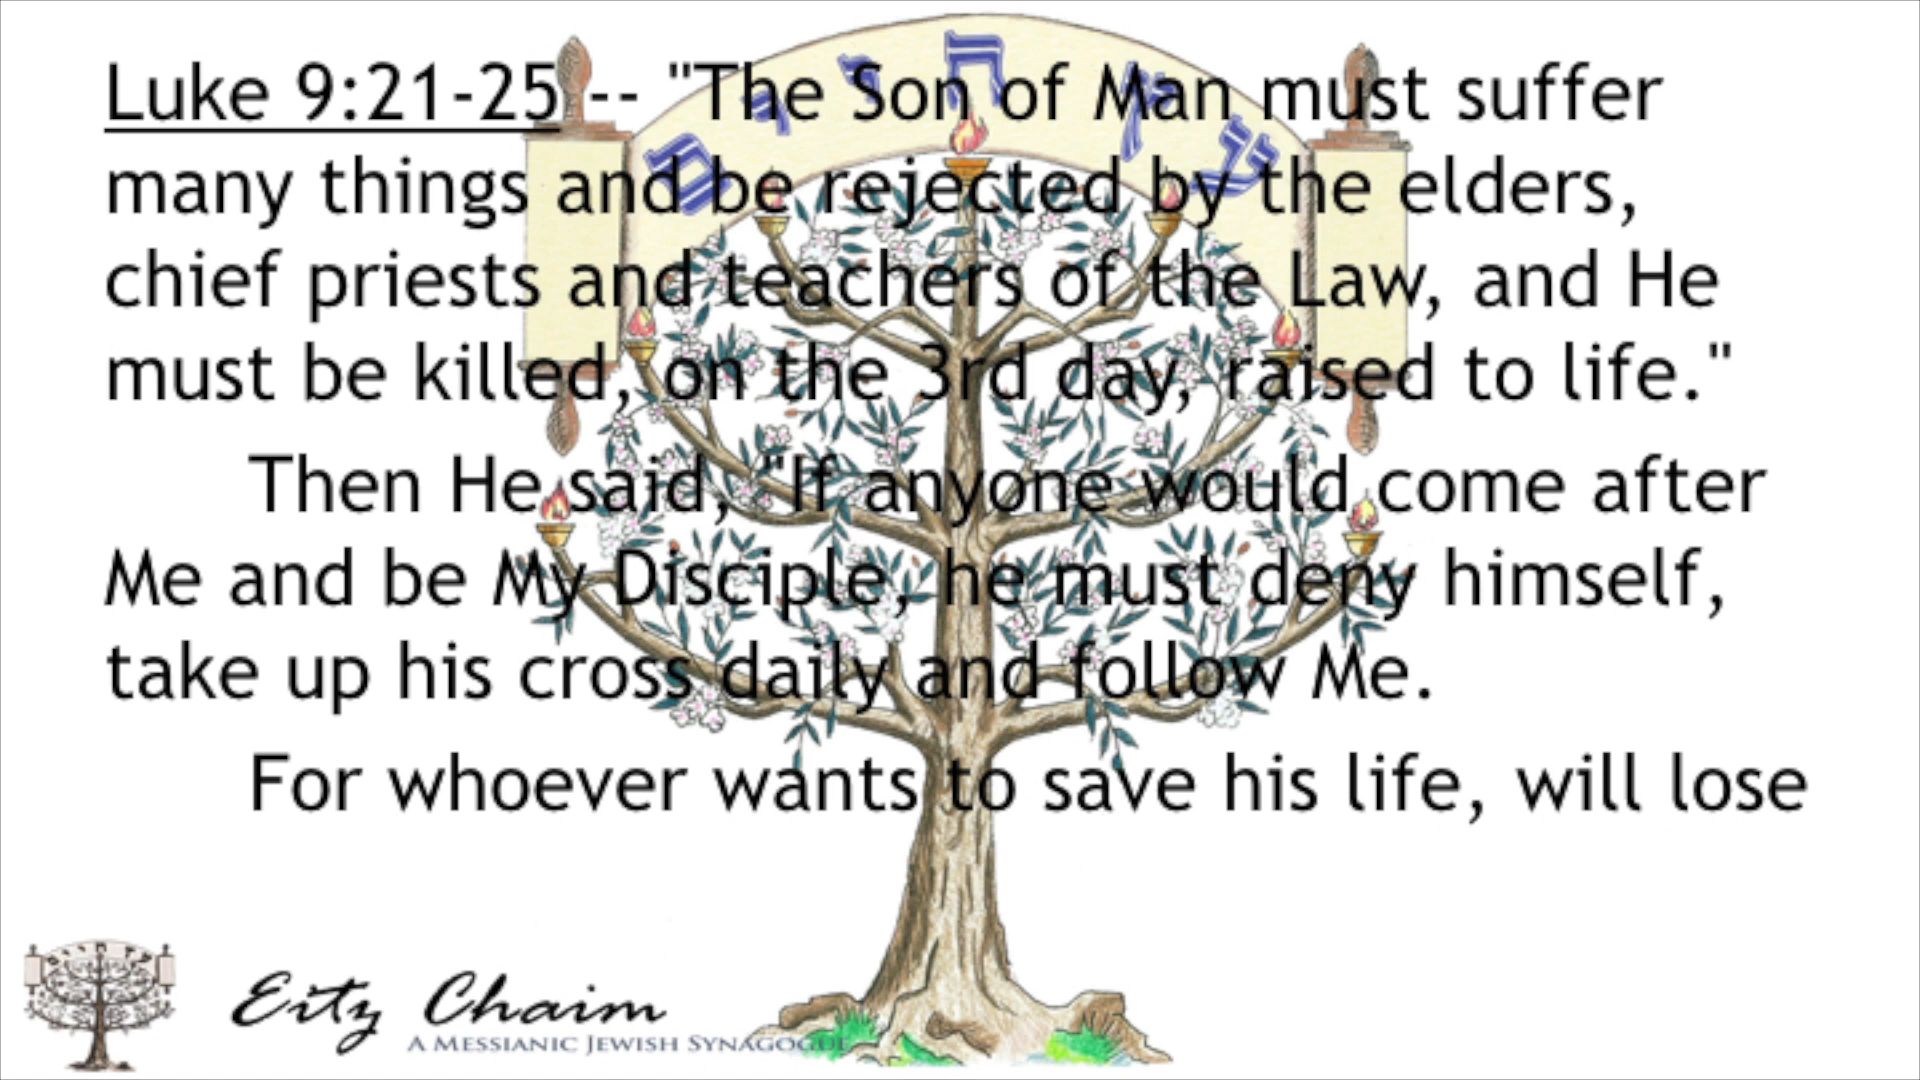 Luke 9:21-25 -- "The Son of Man must suffer
many things and be rejected by the elders,
chief priests and teachers of the Law, and He
must be killed, on the 3rd day, raised to life."
Then He said, "If anyone would come after
Me and be My Disciple, he must deny himself,
take up his cross daily and follow Me.
For whoever wants to save his life, will lose
עץ חיים
Eitz Chaim
A MESSIANIC JEWISH SYNAGOGUE